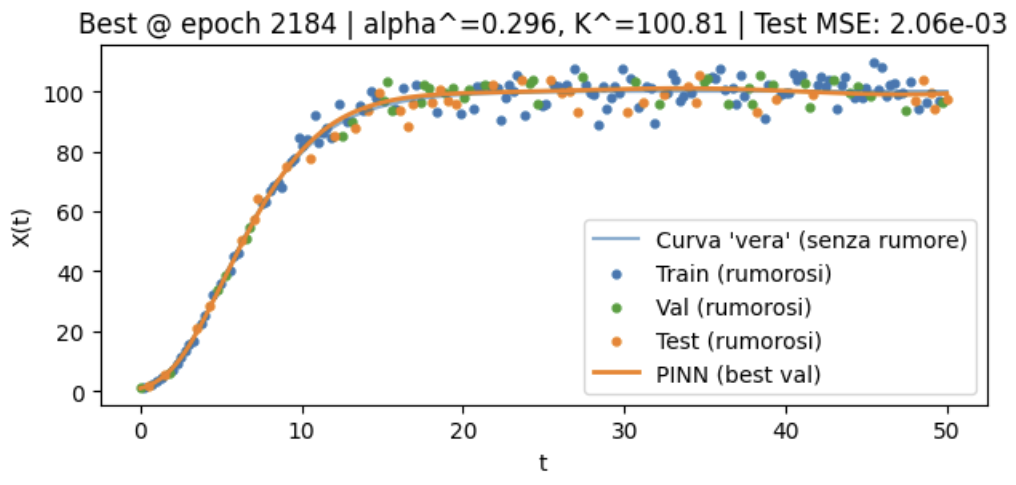 Best @ epoch 2184 | alpha^=0.296, K^=100.81 | Test MSE: 2.06e-03
100
80
60
40
20
0
X(t)
Curva 'vera' (senza rumore)
Train (rumorosi)
Val (rumorosi)
Test (rumorosi)
PINN (best val)
0 10 20 30 40 50
t